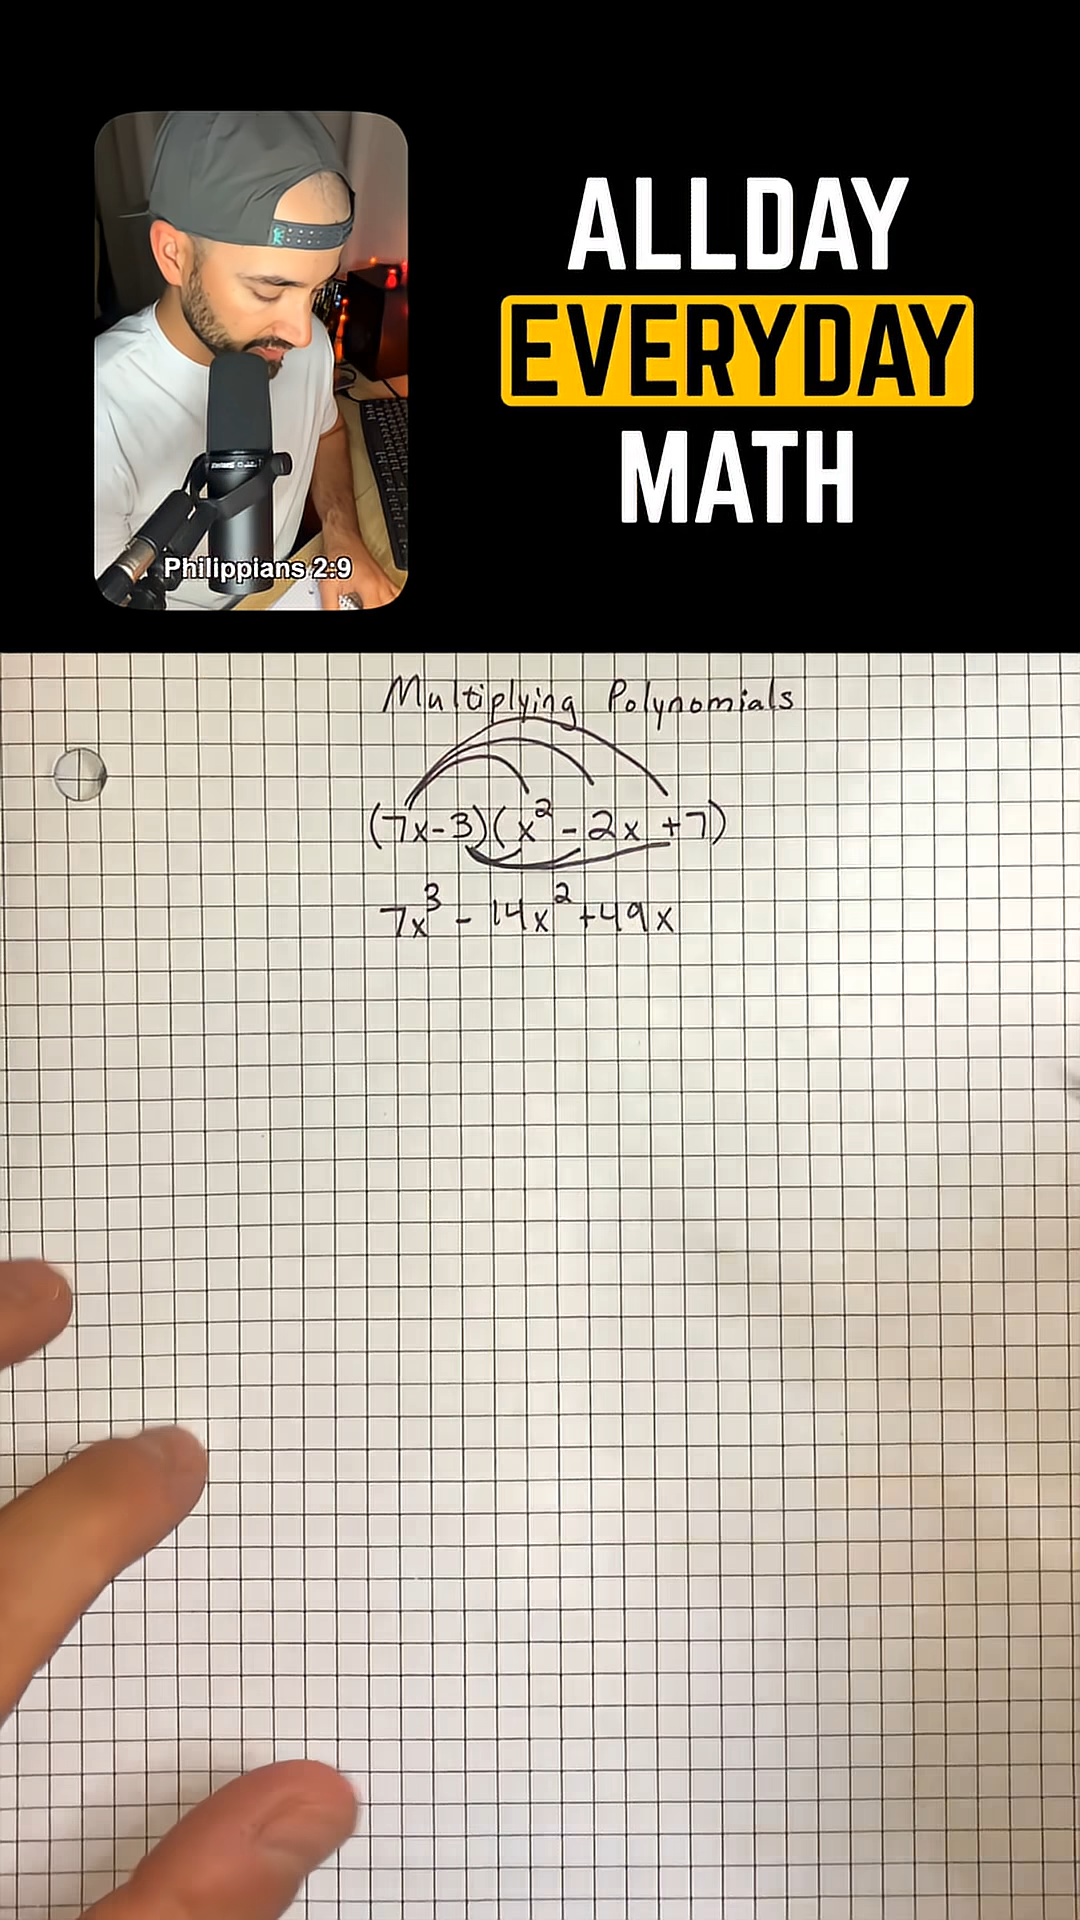 ALLDAY
EVERYDAY
MATH
Philippians 2:9
Multiplying Polynomials
(7x-3)(x² - 2x +7)
7x³ - 14x² +49x